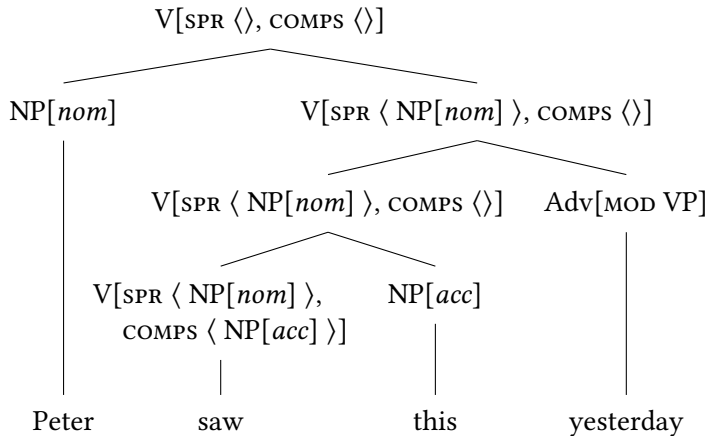 V[SPR ⟨⟩, COMPS ⟨⟩]
NP[nom] V[SPR ⟨ NP[nom] ⟩, COMPS ⟨⟩]
V[SPR ⟨ NP[nom] ⟩, COMPS ⟨⟩] Adv[MOD VP]
V[SPR ⟨ NP[nom] ⟩, NP[acc]
COMPS ⟨ NP[acc] ⟩]
Peter saw this yesterday